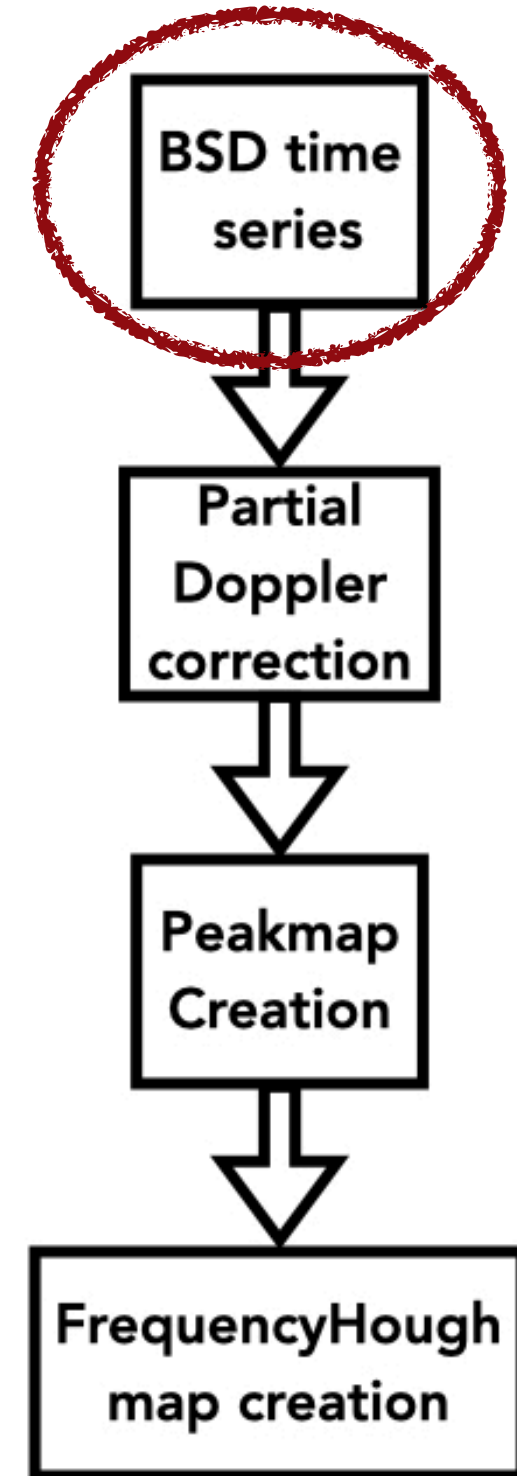 BSD time
series
Partial
Doppler
correction
Peakmap
Creation
FrequencyHough
map creation